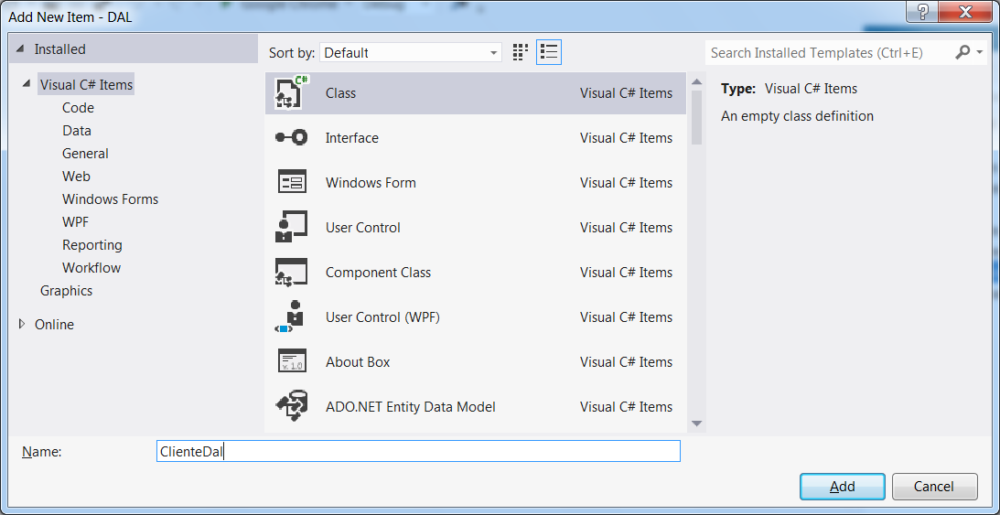 Add New Item - DAL
Installed
Sort by: Default
Search Installed Templates (Ctrl+E)
Visual C# Items
Code
Data
General
Web
Windows Forms
WPF
Reporting
Workflow
Graphics
Online
C#
Class Visual C# Items
Interface Visual C# Items
Windows Form Visual C# Items
User Control Visual C# Items
Component Class Visual C# Items
User Control (WPF) Visual C# Items
v. 1.0
About Box Visual C# Items
ADO.NET Entity Data Model Visual C# Items
Type: Visual C# Items
An empty class definition
Name: ClienteDal
Add Cancel